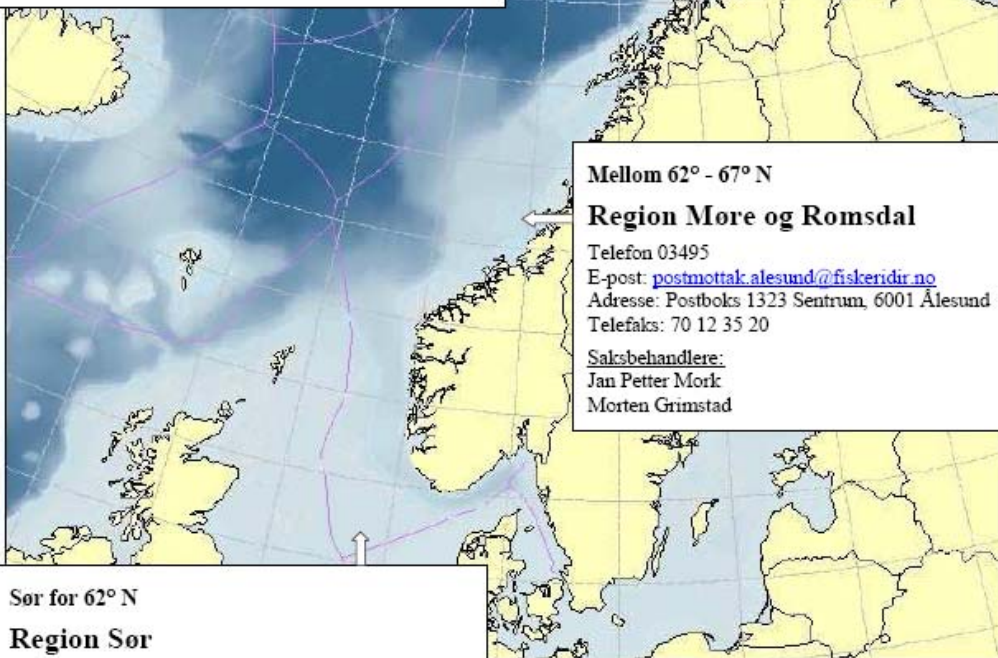 Mellom 62° - 67° N
Region Møre og Romsdal
Telefon 03495
E-post: postmottak.alesund@fiskeridir.no
Adresse: Postboks 1323 Sentrum, 6001 Ålesund
Telefaks: 70 12 35 20
Saksbehandlere:
Jan Petter Mork
Morten Grimstad
Sør for 62° N
Region Sør